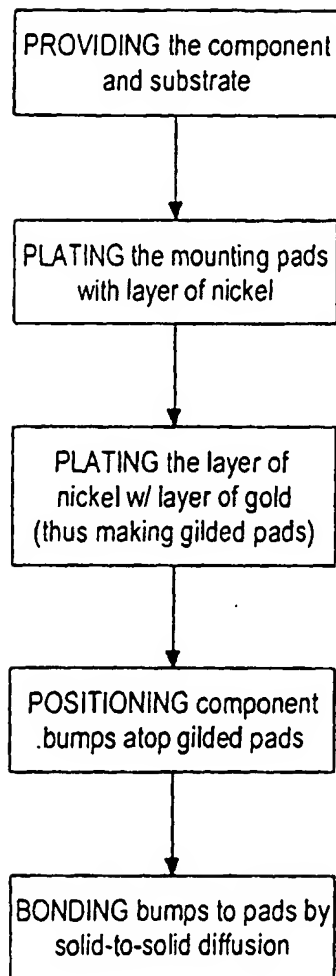 PROVIDING the component
and substrate
PLATING the mounting pads
with layer of nickel
PLATING the layer of
nickel w/ layer of gold
(thus making gilded pads)
POSITIONING component
.bumps atop gilded pads
BONDING bumps to pads by
solid-to-solid diffusion